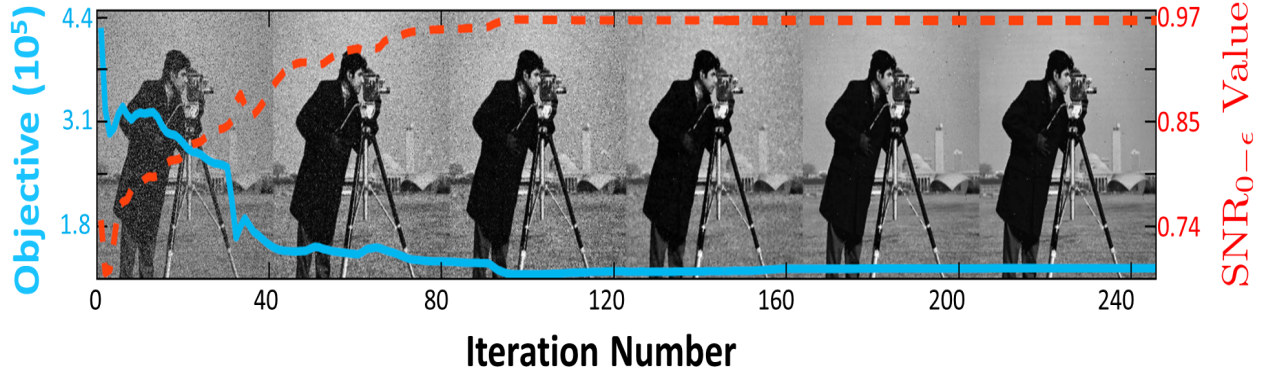 Objective (10⁵)
4.4
3.1
1.8
0.97
0.85
0.74
SNR₀₋ϵ Value
0 40 80 120 160 200 240
Iteration Number